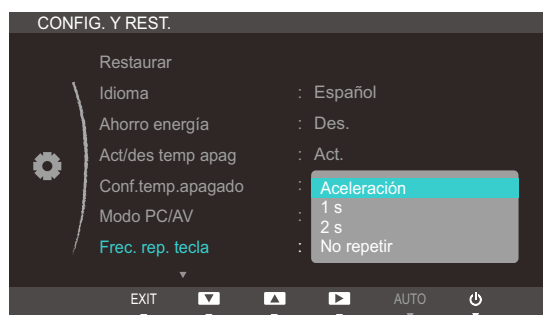 CONFIG. Y REST.
Restaurar
Idioma : Español
Ahorro energía : Des.
Act/des temp apag : Act.
Conf.temp.apagado :
Modo PC/AV :
Frec. rep. tecla :
Aceleración
1 s
2 s
No repetir
EXIT AUTO